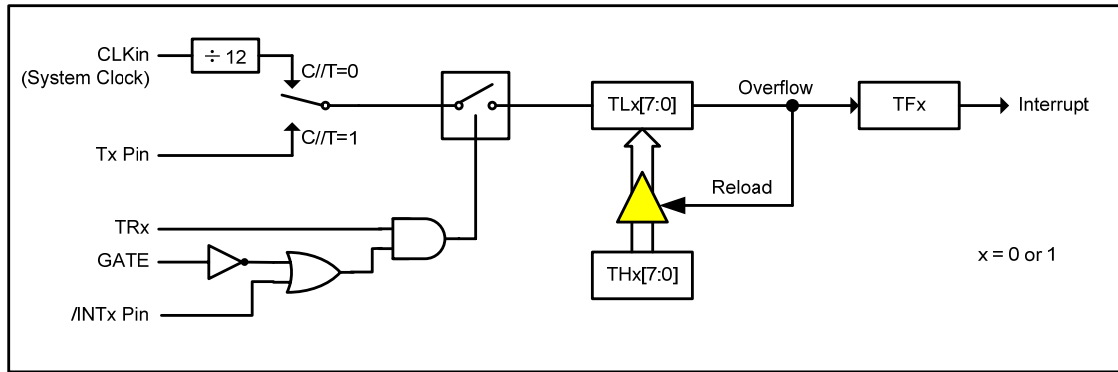 CLKin
(System Clock)
÷ 12
C//T=0
C//T=1
Tx Pin
TRx
GATE
/INTx Pin
TLx[7:0]
Overflow
TFx
Interrupt
Reload
THx[7:0]
x = 0 or 1